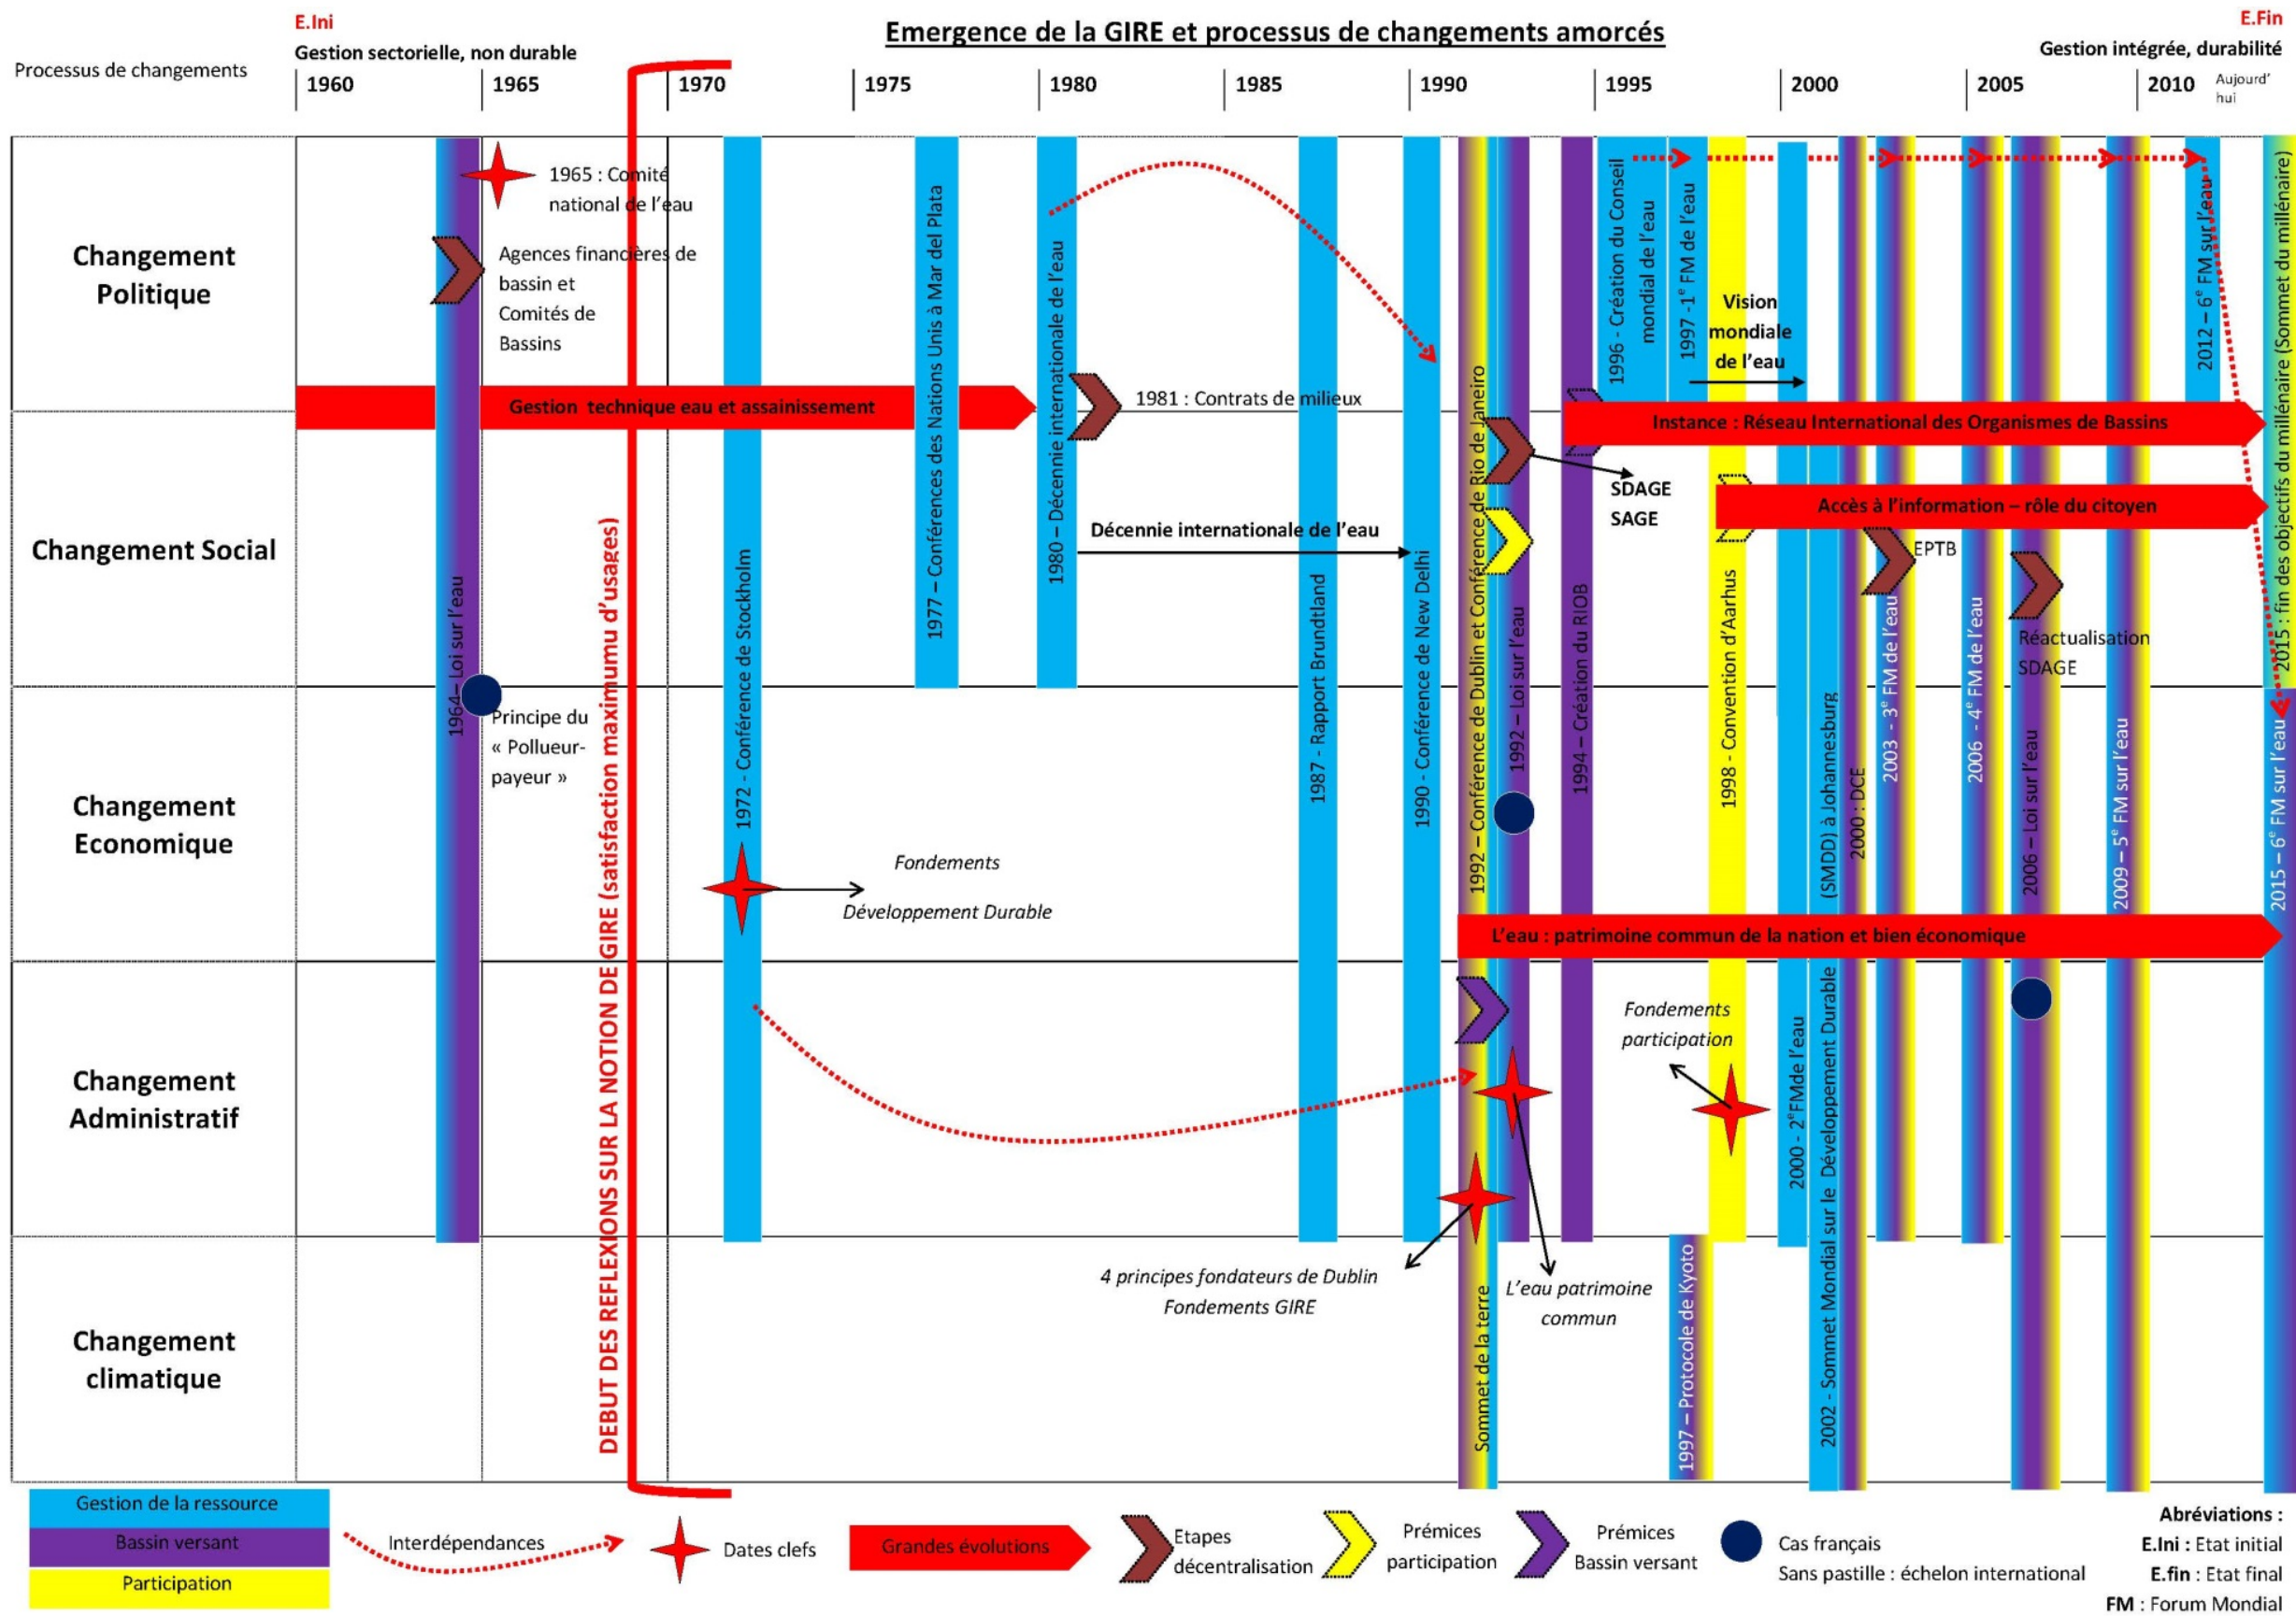 Emergence de la GIRE et processus de changements amorcés
E.Ini
Gestion sectorielle, non durable
E.Fin
Gestion intégrée, durabilité
Processus de changements
1960
1965
1970
1975
1980
1985
1990
1995
2000
2005
2010
Aujourd’
hui
Changement
Politique
Changement Social
Changement
Economique
Changement
Administratif
Changement
climatique
1964– Loi sur l’eau
1965 : Comité
national de l’eau
Agences financières de
bassin et
Comités de
Bassins
Gestion technique eau et assainissement
Principe du
« Pollueur-
payeur »
DEBUT DES REFLEXIONS SUR LA NOTION DE GIRE (satisfaction maximumu d’usages)
1972 - Conférence de Stockholm
Fondements
Développement Durable
1977 – Conférences des Nations Unis à Mar del Plata
1980 – Décennie internationale de l’eau
1981 : Contrats de milieux
Décennie internationale de l’eau
1987 - Rapport Brundtland
1990 - Conférence de New Delhi
1992 – Conférence de Dublin et Conférence de Rio de Janeiro
Sommet de la terre
1992 – Loi sur l’eau
SDAGE
SAGE
4 principes fondateurs de Dublin
Fondements GIRE
L’eau patrimoine
commun
1994 – Création du RIOB
1996 - Création du Conseil
mondial de l’eau
1997 -1e FM de l’eau
Vision
mondiale
de l’eau
Instance : Réseau International des Organismes de Bassins
Accès à l’information – rôle du citoyen
L’eau : patrimoine commun de la nation et bien économique
1997 – Protocole de Kyoto
1998 - Convention d’Aarhus
Fondements
participation
2000 - 2eFMde l’eau
2002 - Sommet Mondial sur le Développement Durable (SMDD) à Johannesburg
2000 : DCE
2003 - 3e FM de l’eau
EPTB
2006 - 4e FM de l’eau
2006 – Loi sur l’eau
Réactualisation
SDAGE
2009 – 5e FM sur l’eau
2012 – 6e FM sur l’eau
2015 : fin des objectifs du millénaire (Sommet du millénaire)
2015 – 6e FM sur l’eau
Gestion de la ressource
Bassin versant
Participation
Interdépendances
Dates clefs
Grandes évolutions
Etapes
décentralisation
Prémices
participation
Prémices
Bassin versant
Cas français
Sans pastille : échelon international
Abréviations :
E.Ini : Etat initial
E.fin : Etat final
FM : Forum Mondial